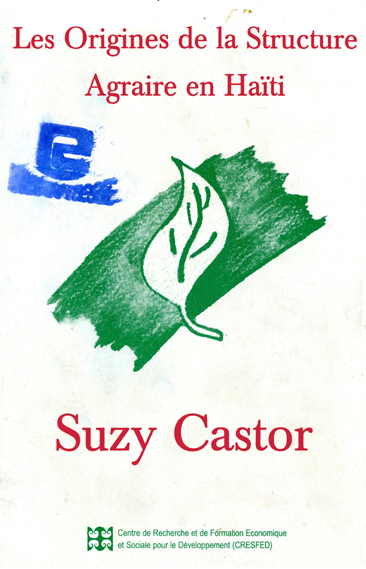 Les Origines de la Structure
Agraire en Haïti
Suzy Castor
Centre de Recherche et de Formation Economique
et Sociale pour le Développement (CRESFED)